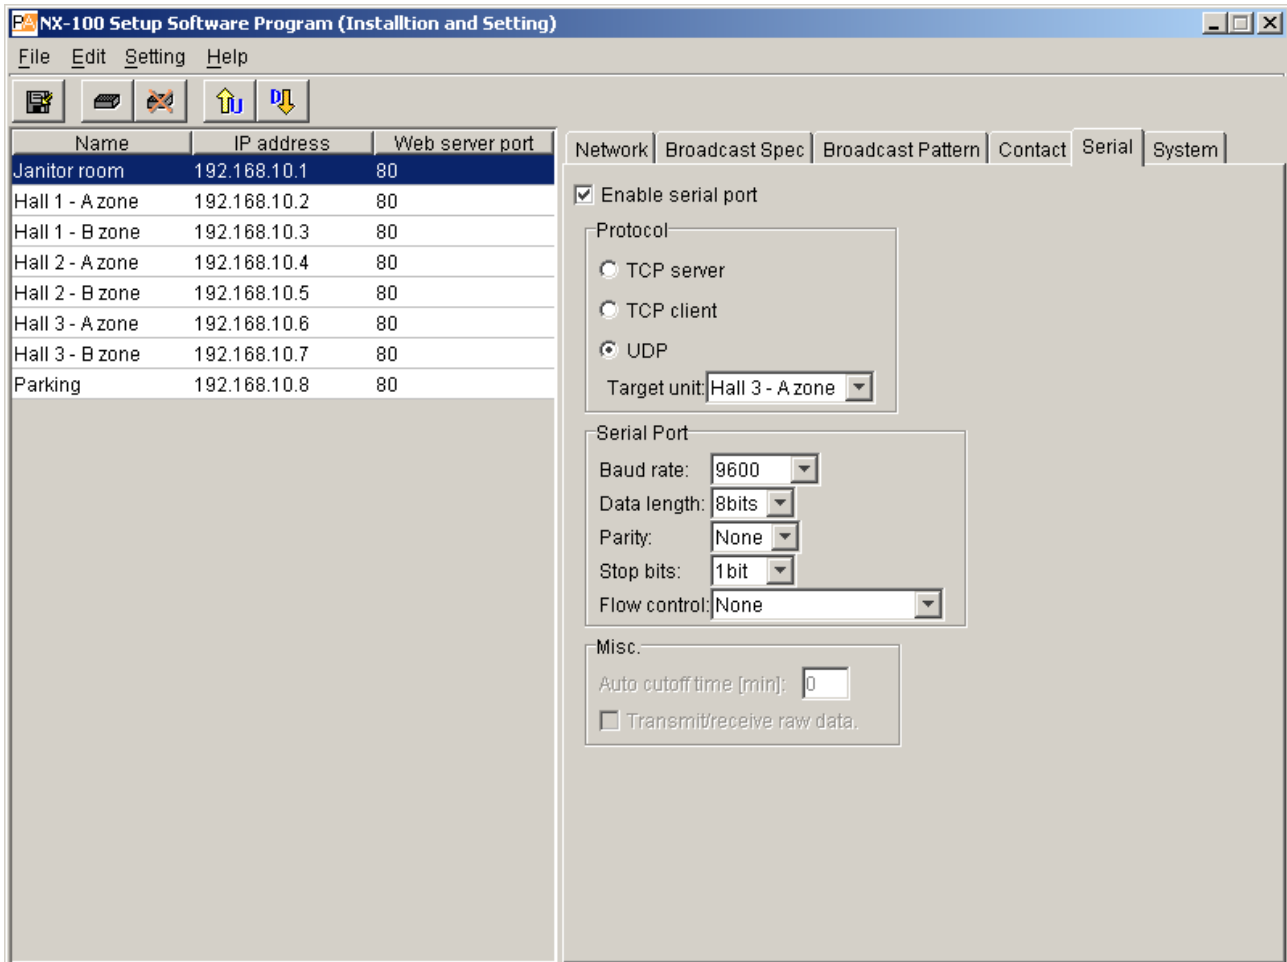 PA NX-100 Setup Software Program (Installtion and Setting)
File Edit Setting Help
U D
Name IP address Web server port
Janitor room 192.168.10.1 80
Hall 1 - A zone 192.168.10.2 80
Hall 1 - B zone 192.168.10.3 80
Hall 2 - A zone 192.168.10.4 80
Hall 2 - B zone 192.168.10.5 80
Hall 3 - A zone 192.168.10.6 80
Hall 3 - B zone 192.168.10.7 80
Parking 192.168.10.8 80
Network Broadcast Spec Broadcast Pattern Contact Serial System
Enable serial port
Protocol
TCP server
TCP client
UDP
Target unit: Hall 3 - A zone
Serial Port
Baud rate: 9600
Data length: 8bits
Parity: None
Stop bits: 1bit
Flow control: None
Misc.
Auto cutoff time [min]: 0
Transmit/receive raw data.